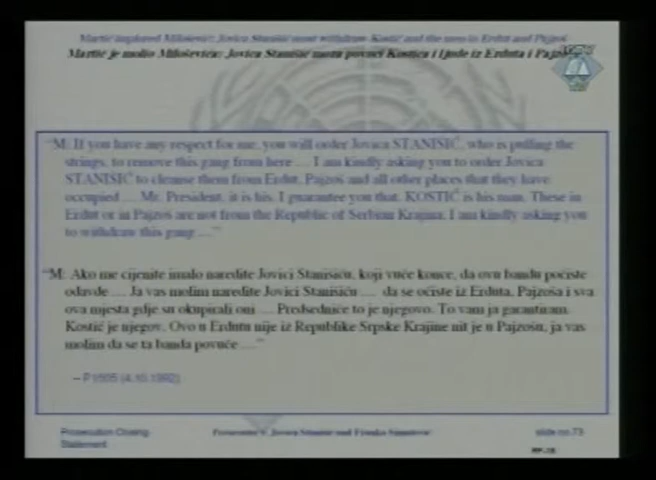 Martić implored Milošević: Jovica Stanišić must withdraw Kostić and the men in Erdut and Pajzoš
Martić je molio Miloševića: Jovica Stanišić mora povući Kostića i ljude iz Erduta i
"M: If you have any respect for me, you will order Jovica STANIŠIĆ, who is pulling the
strings, to remove this gang from here ... I am kindly asking you to order Jovica
STANIŠIĆ to cleanse them from Erdut, Pajzoš and all other places that they have
occupied ... Mr. President, it is his, I guarantee you that. KOSTIĆ is his man. These in
Erdut or in Pajzoš are not from the Republic of Serbian Krajina. I am kindly asking you
to withdraw this gang ..."
"M: Ako me cijenite imalo naredite Jovici Stanišiću, koji vuće konce, da ovu bandu počiste
odavde ... Ja vas molim naredite Jovici Stanišiću ... da se očiste iz Erduta, Pajzoša i sva
ova mjesta gdje su okupirali oni ... Predsedniče to je njegovo. To vam ja garantiram.
Kostić je njegov. Ovo u Erdutu nije iz Republike Srpske Krajine nit je u Pajzošu, ja vas
molim da se ta banda povuče ..."
– P1605 (4.10.1992)
Prosecution Closing
Statement
Prosecutor v. Jovica Stanišić and Franko Simatović
slide no.73